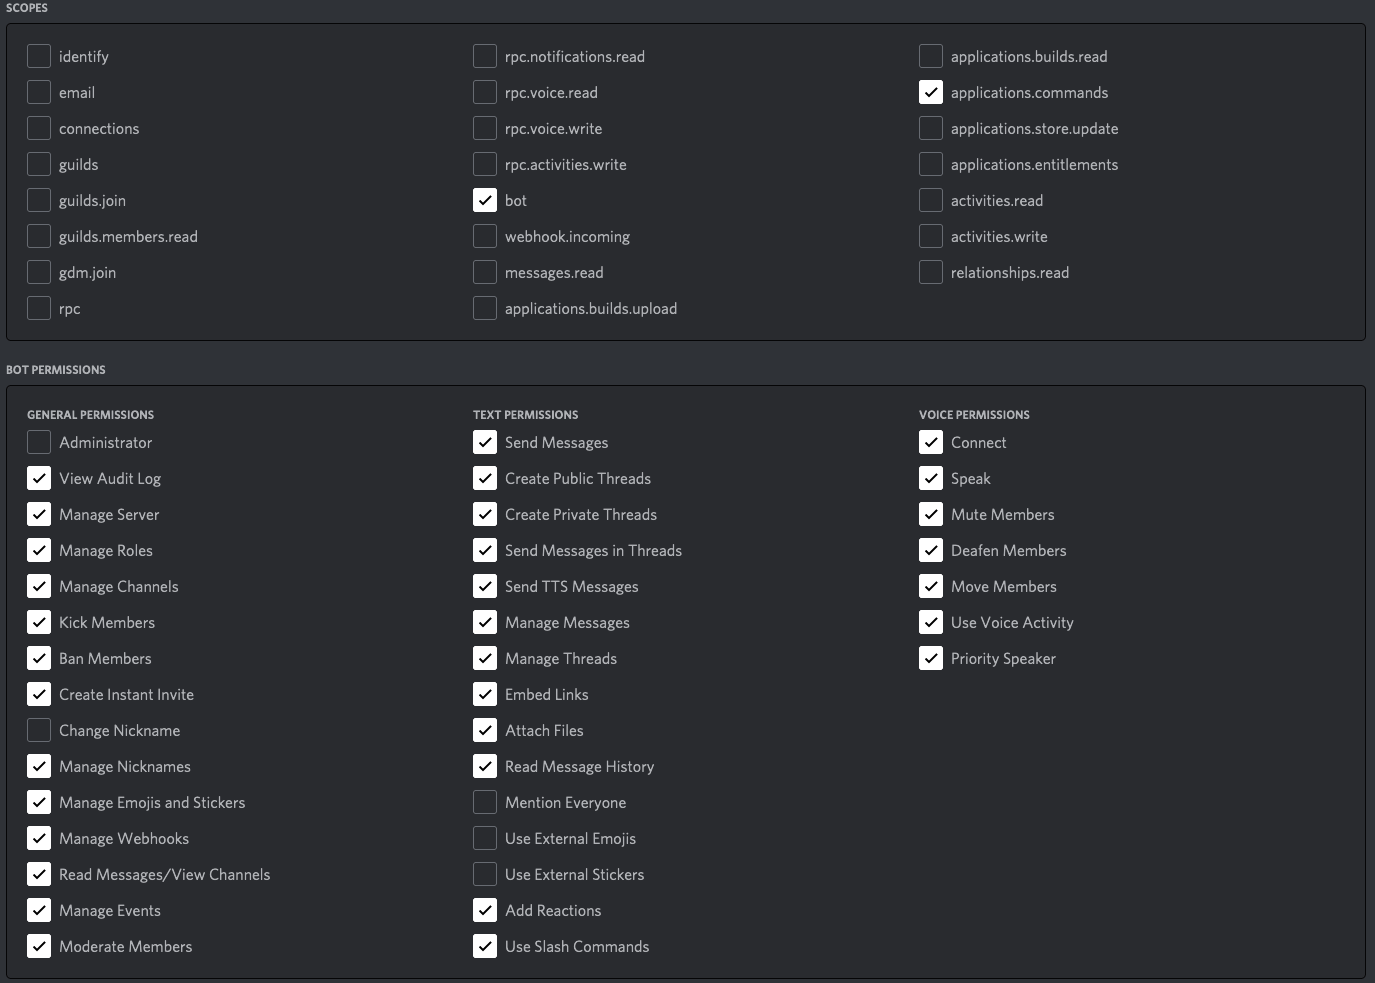 SCOPES
identify
email
connections
guilds
guilds.join
guilds.members.read
gdm.join
rpc
rpc.notifications.read
rpc.voice.read
rpc.voice.write
rpc.activities.write
bot
webhook.incoming
messages.read
applications.builds.upload
applications.builds.read
applications.commands
applications.store.update
applications.entitlements
activities.read
activities.write
relationships.read
BOT PERMISSIONS
GENERAL PERMISSIONS
Administrator
View Audit Log
Manage Server
Manage Roles
Manage Channels
Kick Members
Ban Members
Create Instant Invite
Change Nickname
Manage Nicknames
Manage Emojis and Stickers
Manage Webhooks
Read Messages/View Channels
Manage Events
Moderate Members
TEXT PERMISSIONS
Send Messages
Create Public Threads
Create Private Threads
Send Messages in Threads
Send TTS Messages
Manage Messages
Manage Threads
Embed Links
Attach Files
Read Message History
Mention Everyone
Use External Emojis
Use External Stickers
Add Reactions
Use Slash Commands
VOICE PERMISSIONS
Connect
Speak
Mute Members
Deafen Members
Move Members
Use Voice Activity
Priority Speaker